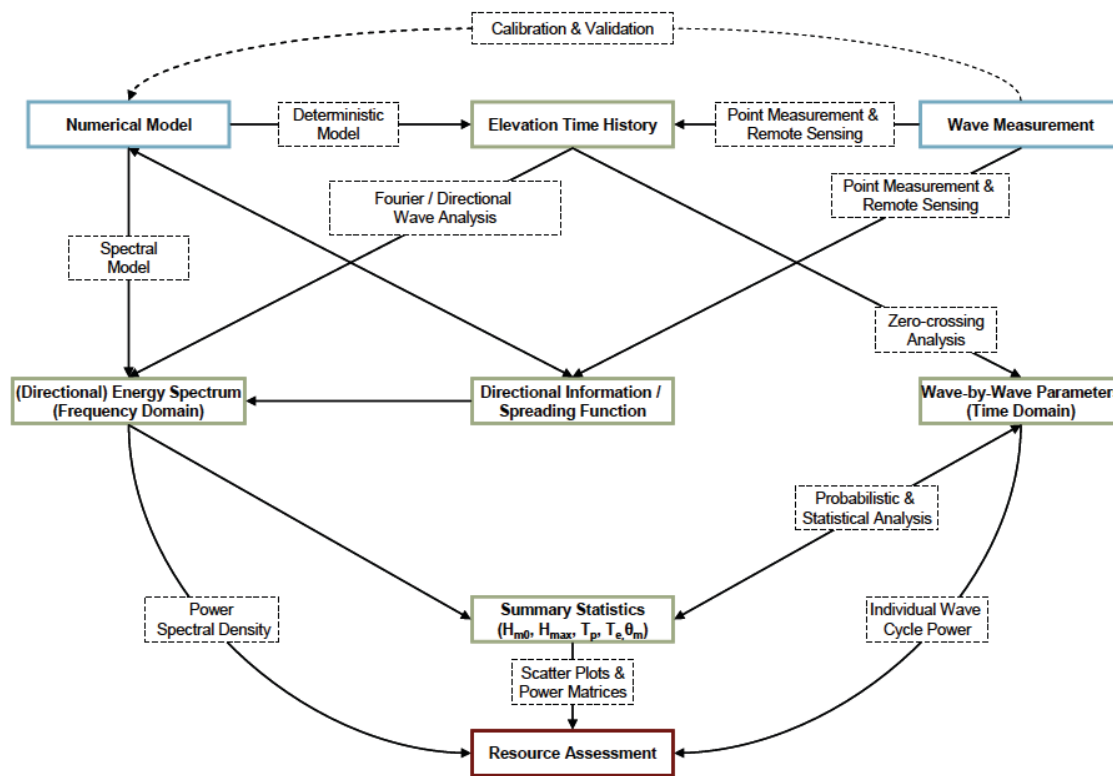 Calibration & Validation
Numerical Model
Deterministic
Model
Elevation Time History
Point Measurement &
Remote Sensing
Wave Measurement
Fourier / Directional
Wave Analysis
Point Measurement &
Remote Sensing
Spectral
Model
Zero-crossing
Analysis
(Directional) Energy Spectrum
(Frequency Domain)
Directional Information /
Spreading Function
Wave-by-Wave Parameter
(Time Domain)
Probabilistic &
Statistical Analysis
Power
Spectral Density
Summary Statistics
(Hm0, Hmax, Tp, Te,θm)
Individual Wave
Cycle Power
Scatter Plots &
Power Matrices
Resource Assessment